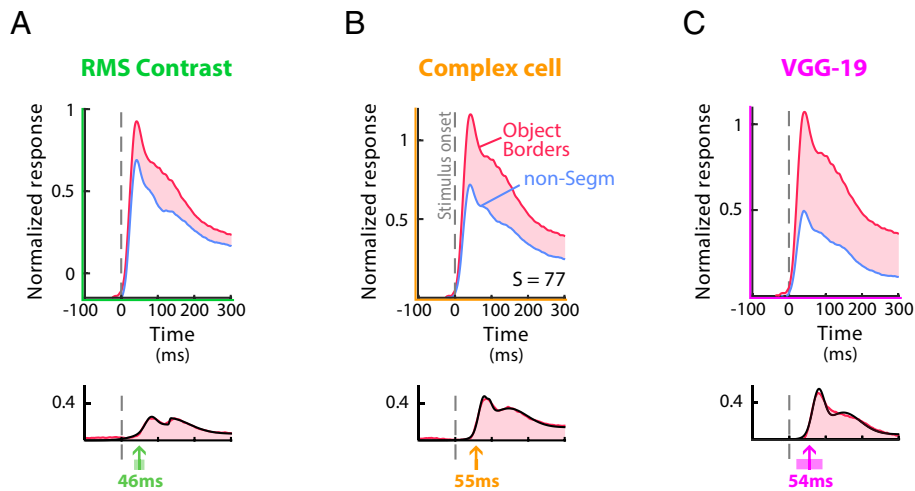 A
RMS Contrast
Normalized response
1
0.5
0
-100 0 100 200 300
Time
(ms)
0.4
46ms
B
Complex cell
Normalized response
1
0.5
Stimulus onset
Object
Borders
non-Segm
S = 77
-100 0 100 200 300
Time
(ms)
0.4
55ms
C
VGG-19
Normalized response
1
0.5
-100 0 100 200 300
Time
(ms)
0.4
54ms